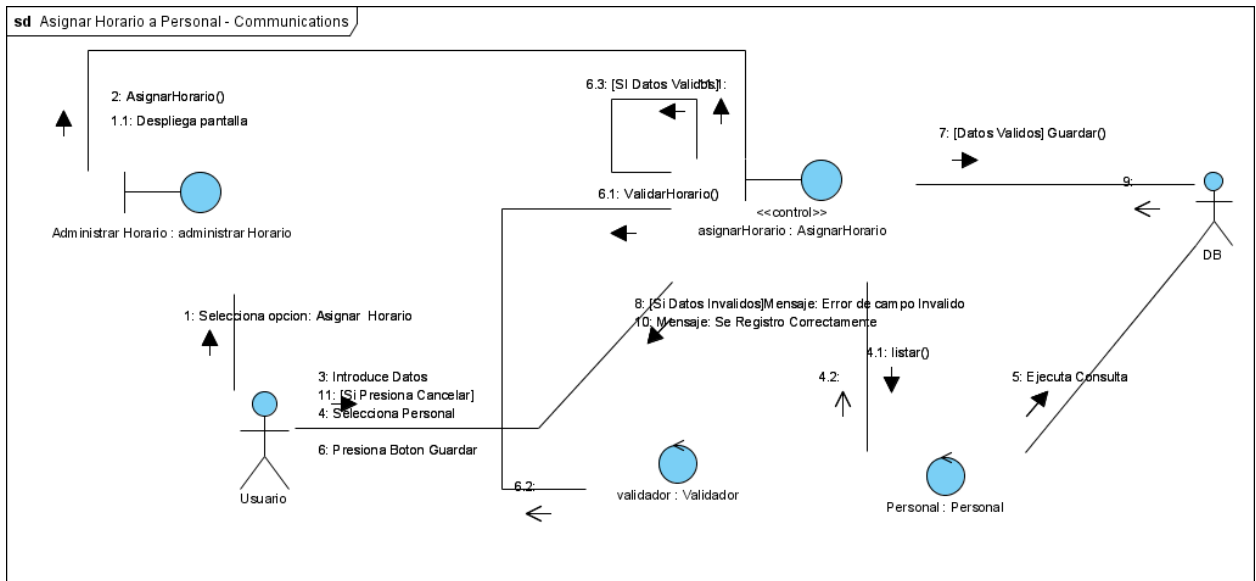 sd Asignar Horario a Personal - Communications
2: AsignarHorario()
1.1: Despliega pantalla
6.3: [SI Datos Validos]
7: [Datos Validos] Guardar()
6.1: ValidarHorario()
9:
<<control>>
asignarHorario : AsignarHorario
Administrar Horario : administrar Horario
DB
1: Selecciona opcion: Asignar Horario
8: [Si Datos Invalidos]Mensaje: Error de campo Invalido
10: Mensaje: Se Registro Correctamente
4.1: listar()
3: Introduce Datos
11: [Si Presiona Cancelar]
4: Selecciona Personal
4.2:
5: Ejecuta Consulta
6: Presiona Boton Guardar
6.2:
Usuario
validador : Validador
Personal : Personal